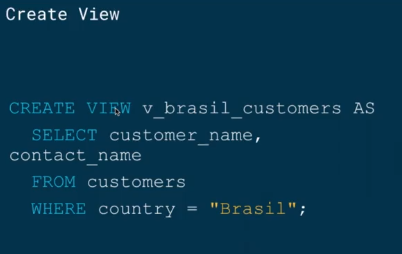 Create View
CREATE VIEW v_brasil_customers AS
SELECT customer_name,
contact_name
FROM customers
WHERE country = "Brasil";